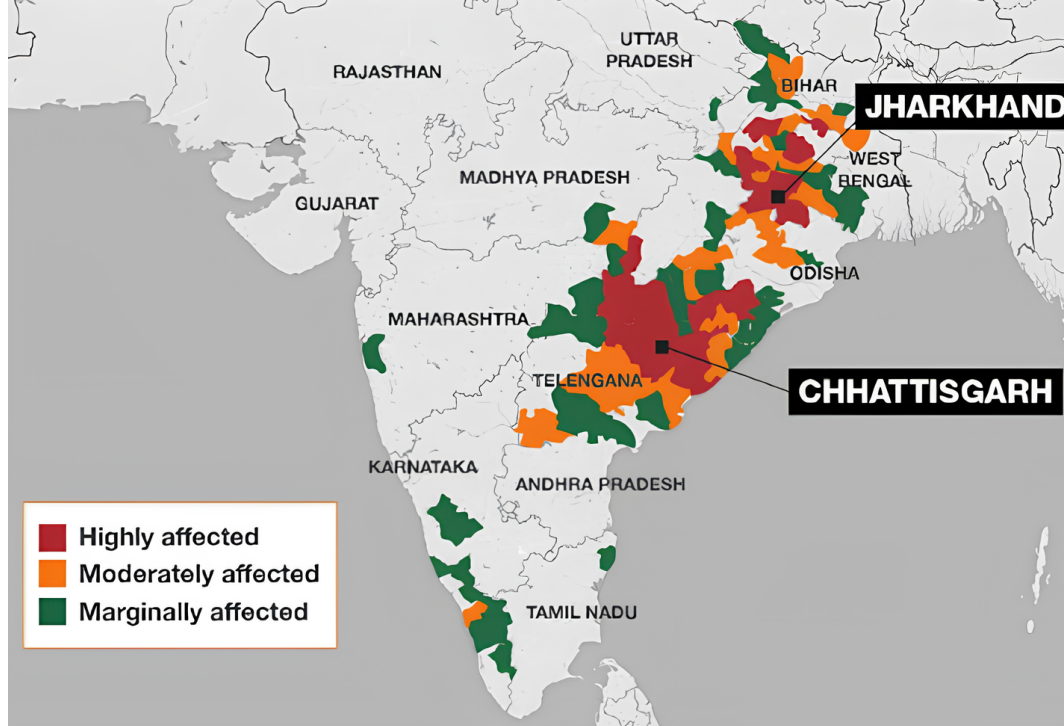 UTTAR
PRADESH
RAJASTHAN
BIHAR
JHARKHAND
WEST
BENGAL
MADHYA PRADESH
GUJARAT
ODISHA
MAHARASHTRA
TELENGANA
CHHATTISGARH
KARNATAKA
ANDHRA PRADESH
Highly affected
Moderately affected
Marginally affected
TAMIL NADU